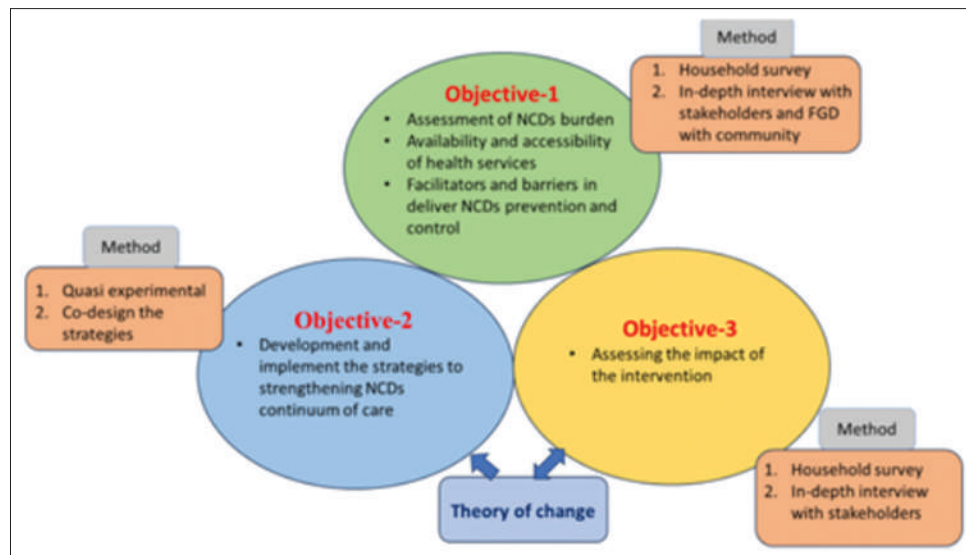 Method
1. Household survey
2. In-depth interview with
stakeholders and FGD
with community
Objective-1
• Assessment of NCDs burden
• Availability and accessibility
of health services
• Facilitators and barriers in
deliver NCDs prevention and
control
Method
1. Quasi experimental
2. Co-design the
strategies
Objective-2
• Development and
implement the strategies to
strengthening NCDs
continuum of care
Objective-3
• Assessing the impact of
the intervention
Method
1. Household survey
2. In-depth interview
with stakeholders
Theory of change